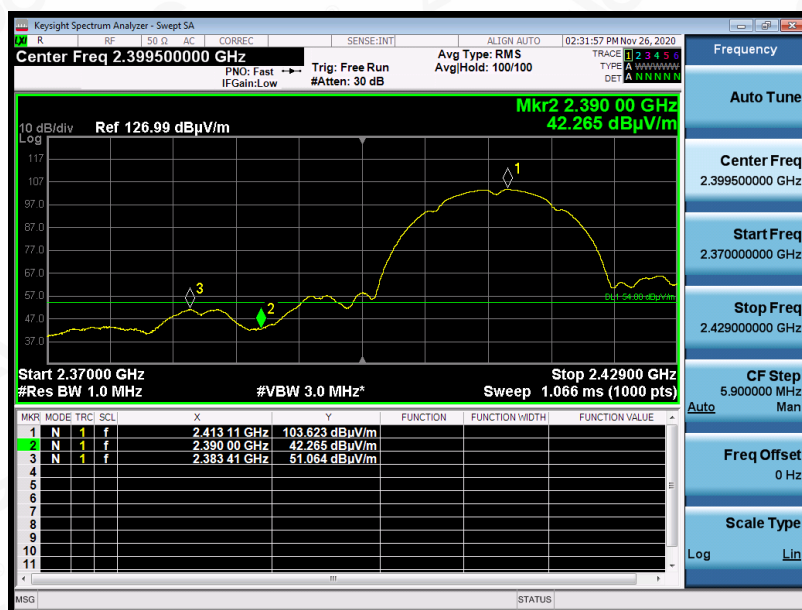 Keysight Spectrum Analyzer - Swept SA
LXI R RF 50 Ω AC CORREC SENSE:INT ALIGN AUTO 02:31:57 PM Nov 26, 2020
Center Freq 2.399500000 GHz
PNO: Fast
IFGain:Low
Trig: Free Run
#Atten: 30 dB
Avg Type: RMS
Avg|Hold: 100/100
TRACE 1 2 3 4 5 6
TYPE A WWWWW
DET A N N N N N
Frequency
Mkr2 2.390 00 GHz
42.265 dBµV/m
10 dB/div Ref 126.99 dBµV/m
Log
117
107
97.0
87.0
77.0
67.0
57.0
47.0
37.0
1
2
3
DL1 54.00 dBµV/m
Start 2.37000 GHz Stop 2.42900 GHz
#Res BW 1.0 MHz #VBW 3.0 MHz* Sweep 1.066 ms (1000 pts)
MKR MODE TRC SCL X Y FUNCTION FUNCTION WIDTH FUNCTION VALUE
1 N 1 f 2.413 11 GHz 103.623 dBµV/m
2 N 1 f 2.390 00 GHz 42.265 dBµV/m
3 N 1 f 2.383 41 GHz 51.064 dBµV/m
4
5
6
7
8
9
10
11
MSG STATUS
Auto Tune
Center Freq
2.399500000 GHz
Start Freq
2.370000000 GHz
Stop Freq
2.429000000 GHz
CF Step
5.900000 MHz
Auto Man
Freq Offset
0 Hz
Scale Type
Log Lin